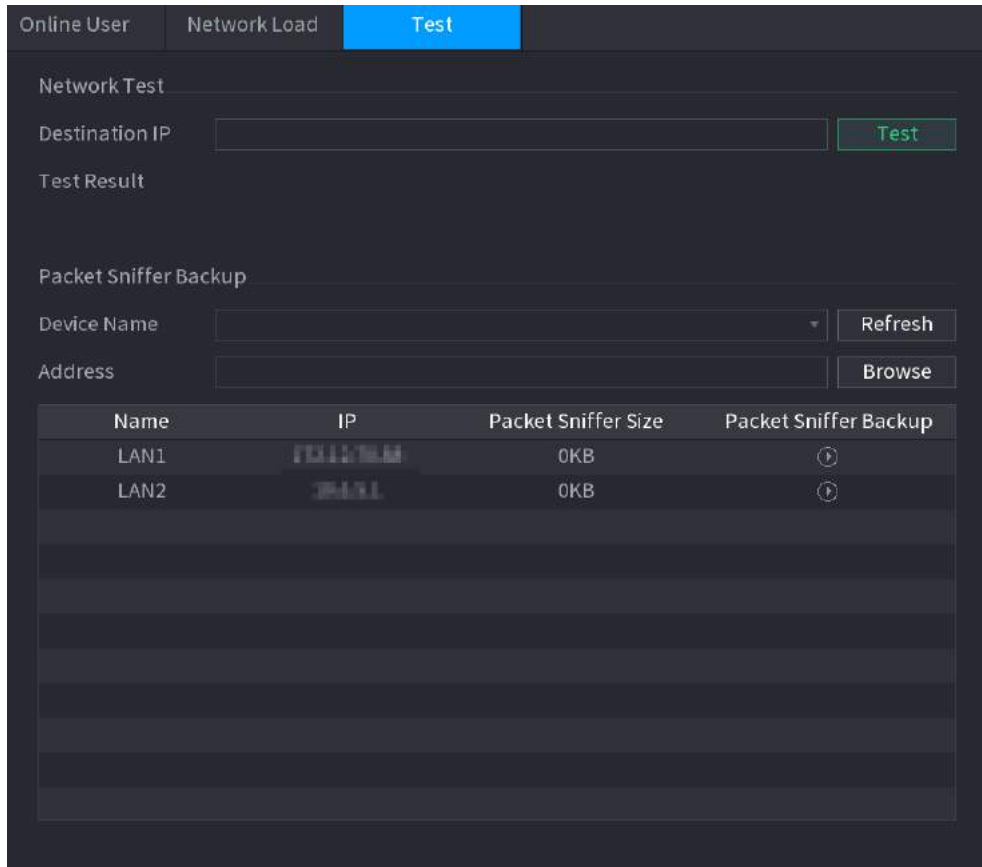 Online User Network Load Test
Network Test
Destination IP Test
Test Result
Packet Sniffer Backup
Device Name Refresh
Address Browse
Name IP Packet Sniffer Size Packet Sniffer Backup
LAN1 0KB
LAN2 0KB